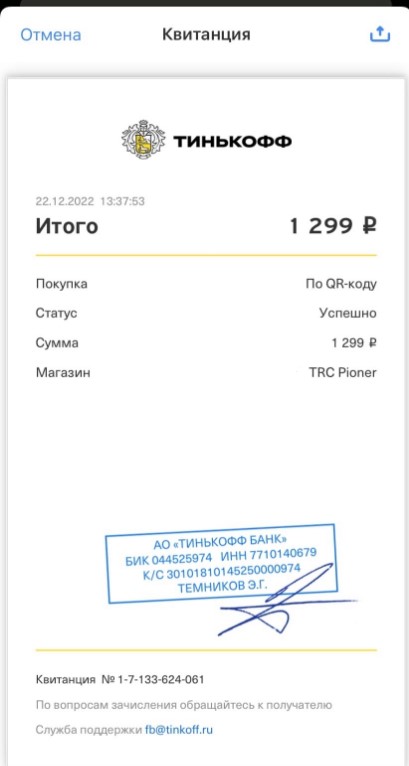 Отмена Квитанция
ТИНЬКОФФ
22.12.2022 13:37:53
Итого 1 299 ₽
Покупка По QR-коду
Статус Успешно
Сумма 1 299 ₽
Магазин TRC Pioner
АО «ТИНЬКОФФ БАНК»
БИК 044525974 ИНН 7710140679
К/С 30101810145250000974
ТЕМНИКОВ Э.Г.
Квитанция № 1-7-133-624-061
По вопросам зачисления обращайтесь к получателю
Служба поддержки fb@tinkoff.ru